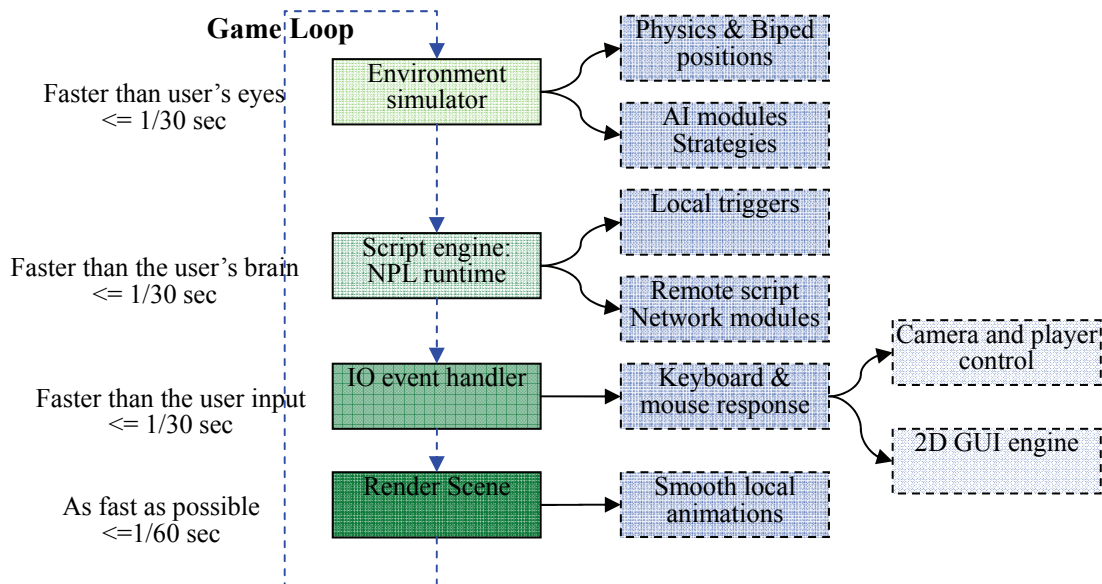 Game Loop
Faster than user's eyes
<= 1/30 sec
Environment
simulator
Physics & Biped
positions
AI modules
Strategies
Faster than the user's brain
<= 1/30 sec
Script engine:
NPL runtime
Local triggers
Remote script
Network modules
Faster than the user input
<= 1/30 sec
IO event handler
Keyboard &
mouse response
Camera and player
control
2D GUI engine
As fast as possible
<=1/60 sec
Render Scene
Smooth local
animations